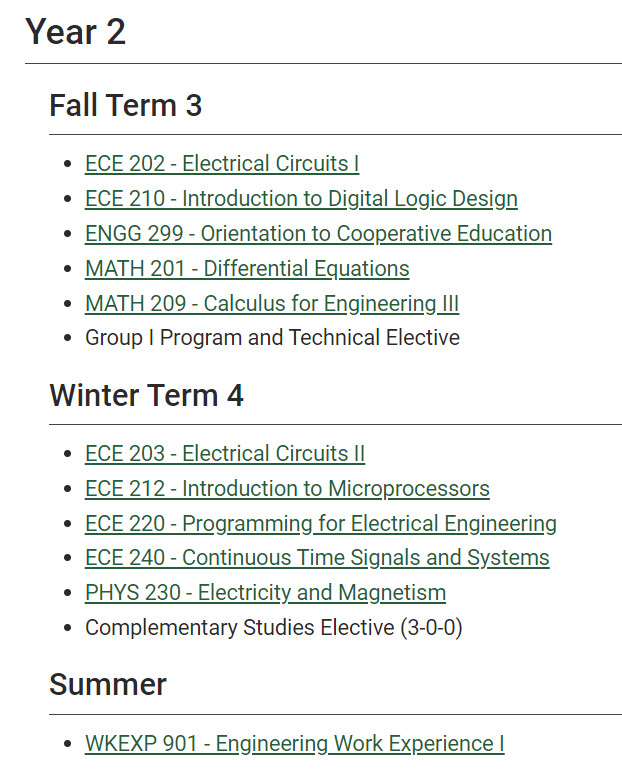 Year 2
Fall Term 3
ECE 202 - Electrical Circuits I
ECE 210 - Introduction to Digital Logic Design
ENGG 299 - Orientation to Cooperative Education
MATH 201 - Differential Equations
MATH 209 - Calculus for Engineering III
Group I Program and Technical Elective
Winter Term 4
ECE 203 - Electrical Circuits II
ECE 212 - Introduction to Microprocessors
ECE 220 - Programming for Electrical Engineering
ECE 240 - Continuous Time Signals and Systems
PHYS 230 - Electricity and Magnetism
Complementary Studies Elective (3-0-0)
Summer
WKEXP 901 - Engineering Work Experience I